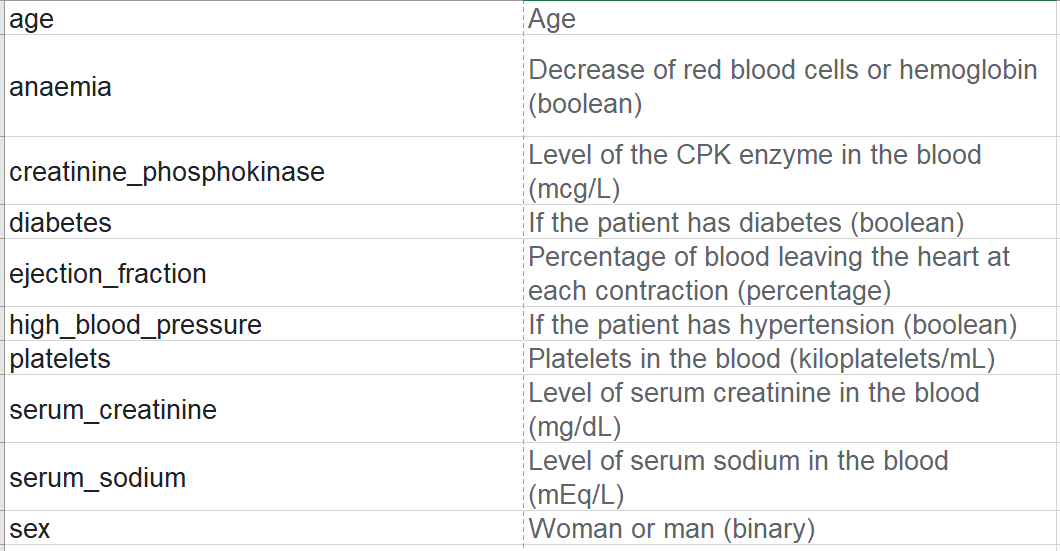 age Age
anaemia Decrease of red blood cells or hemoglobin
(boolean)
creatinine_phosphokinase Level of the CPK enzyme in the blood
(mcg/L)
diabetes If the patient has diabetes (boolean)
ejection_fraction Percentage of blood leaving the heart at
each contraction (percentage)
high_blood_pressure If the patient has hypertension (boolean)
platelets Platelets in the blood (kiloplatelets/mL)
serum_creatinine Level of serum creatinine in the blood
(mg/dL)
serum_sodium Level of serum sodium in the blood
(mEq/L)
sex Woman or man (binary)